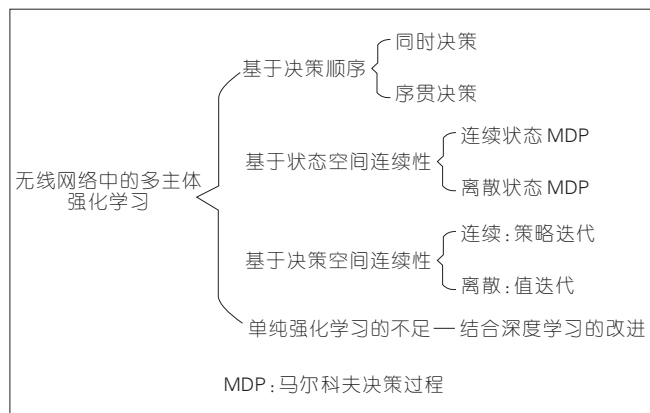 无线网络中的多主体
强化学习
基于决策顺序
同时决策
序贯决策
基于状态空间连续性
连续状态 MDP
离散状态 MDP
基于决策空间连续性
连续:策略迭代
离散:值迭代
单纯强化学习的不足
结合深度学习的改进
MDP:马尔科夫决策过程